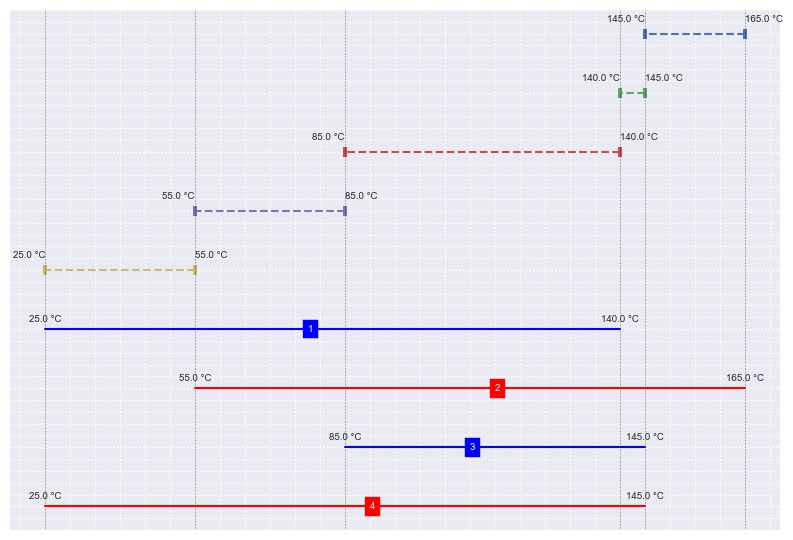 145.0 °C 165.0 °C
140.0 °C 145.0 °C
85.0 °C 140.0 °C
55.0 °C 85.0 °C
25.0 °C 55.0 °C
25.0 °C 140.0 °C
1
55.0 °C 165.0 °C
2
85.0 °C 145.0 °C
3
25.0 °C 145.0 °C
4